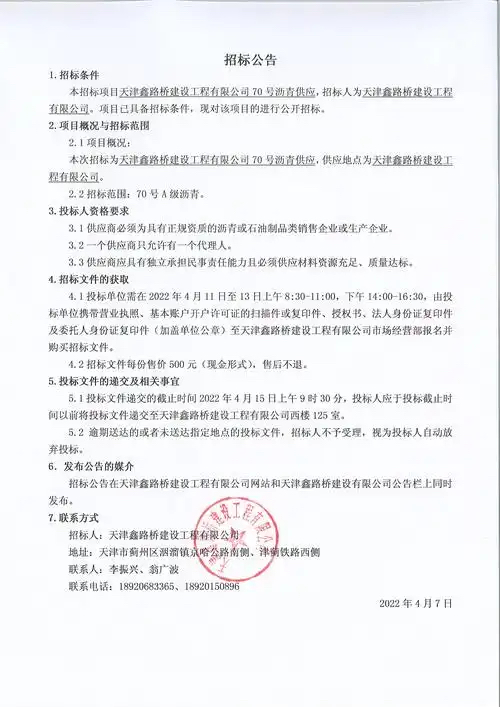 招标公告
1.招标条件
本招标项目天津鑫路桥建设工程有限公司 70 号沥青供应，招标人为天津鑫路桥建设工程
有限公司。项目已具备招标条件，现对该项目的进行公开招标。
2.项目概况与招标范围
2.1 项目概况：
本次招标为天津鑫路桥建设工程有限公司 70 号沥青供应，供应地点为天津鑫路桥建设工
程有限公司。
2.2 招标范围：70 号 A 级沥青。
3.投标人资格要求
3.1 供应商必须为具有正规资质的沥青或石油制品类销售企业或生产企业。
3.2 一个供应商只允许有一个代理人。
3.3 供应商应具有独立承担民事责任能力且必须供应材料资源充足、质量达标。
4.招标文件的获取
4.1 投标单位需在 2022 年 4 月 11 日至 13 日上午 8:30-11:00，下午 14:00-16:30，由投
标单位携带营业执照、基本账户开户许可证的扫描件或复印件、授权书、法人身份证复印件
及委托人身份证复印件（加盖单位公章）至天津鑫路桥建设工程有限公司市场经营部报名并
购买招标文件。
4.2 招标文件每份售价 500 元（现金形式），售后不退。
5.投标文件的递交及相关事宜
5.1 投标文件递交的截止时间 2022 年 4 月 15 日上午 9 时 30 分，投标人应于投标截止时
间以前将投标文件递交至天津鑫路桥建设工程有限公司西楼 125 室。
5.2 逾期送达的或者未送达指定地点的投标文件，招标人不予受理，视为投标人自动放
弃投标。
6．发布公告的媒介
招标公告在天津鑫路桥建设工程有限公司网站和天津鑫路桥建设有限公司公告栏上同时
发布。
7.联系方式
招标人：天津鑫路桥建设工程有限公司
地址：天津市蓟州区洇溜镇京哈公路南侧、津蓟铁路西侧
联系人：李振兴、翁广波
联系电话：18920683365、18920150896
2022 年 4 月 7 日